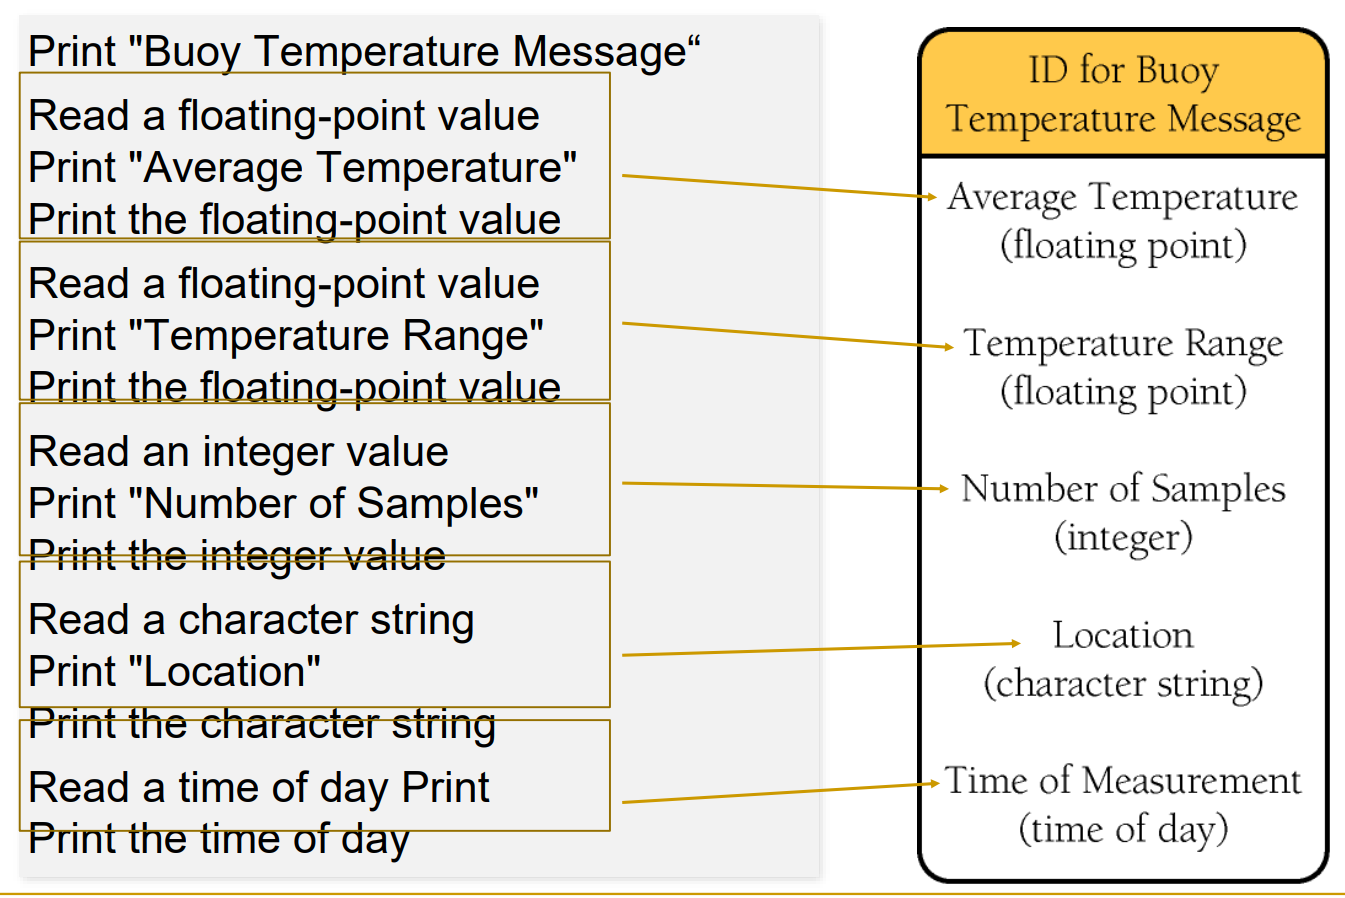 Print "Buoy Temperature Message“
Read a floating-point value
Print "Average Temperature"
Print the floating-point value
Read a floating-point value
Print "Temperature Range"
Print the floating-point value
Read an integer value
Print "Number of Samples"
Print the integer value
Read a character string
Print "Location"
Print the character string
Read a time of day Print
Print the time of day
ID for Buoy
Temperature Message
Average Temperature
(floating point)
Temperature Range
(floating point)
Number of Samples
(integer)
Location
(character string)
Time of Measurement
(time of day)